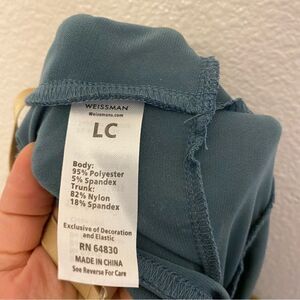 WEISSMAN
Weissmans.com
LC
Body:
95% Polyester
5% Spandex
Trunk:
82% Nylon
18% Spandex
Exclusive of Decoration
and Elastic
RN 64830
MADE IN CHINA
See Reverse For Care